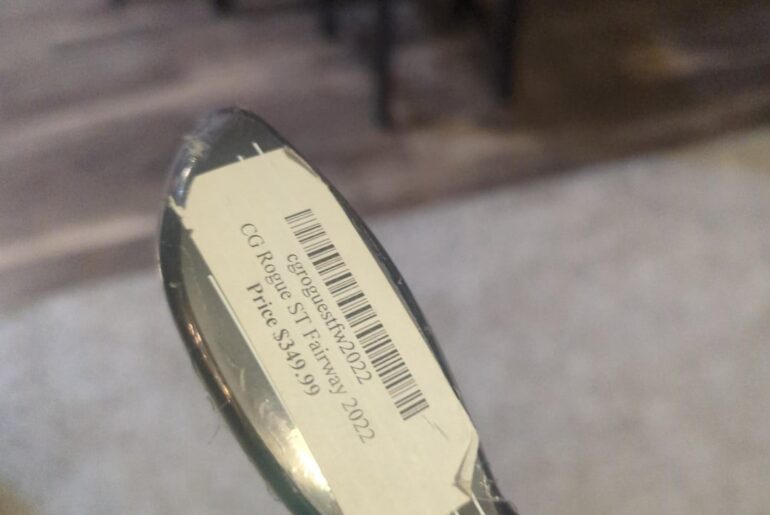 cgroguestfw2022
CG Rogue ST Fairway 2022
Price $349.99